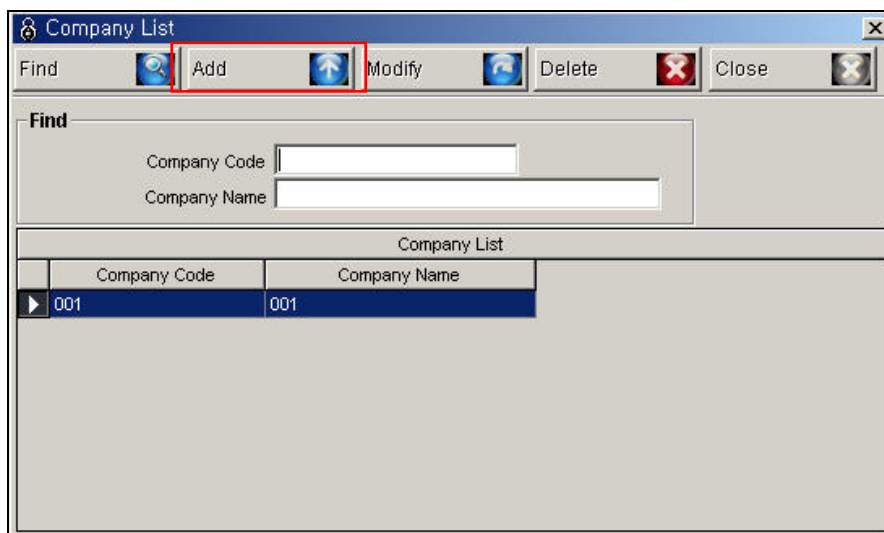 Company List
Find Add Modify Delete Close
Find
Company Code
Company Name
Company List
Company Code Company Name
001 001